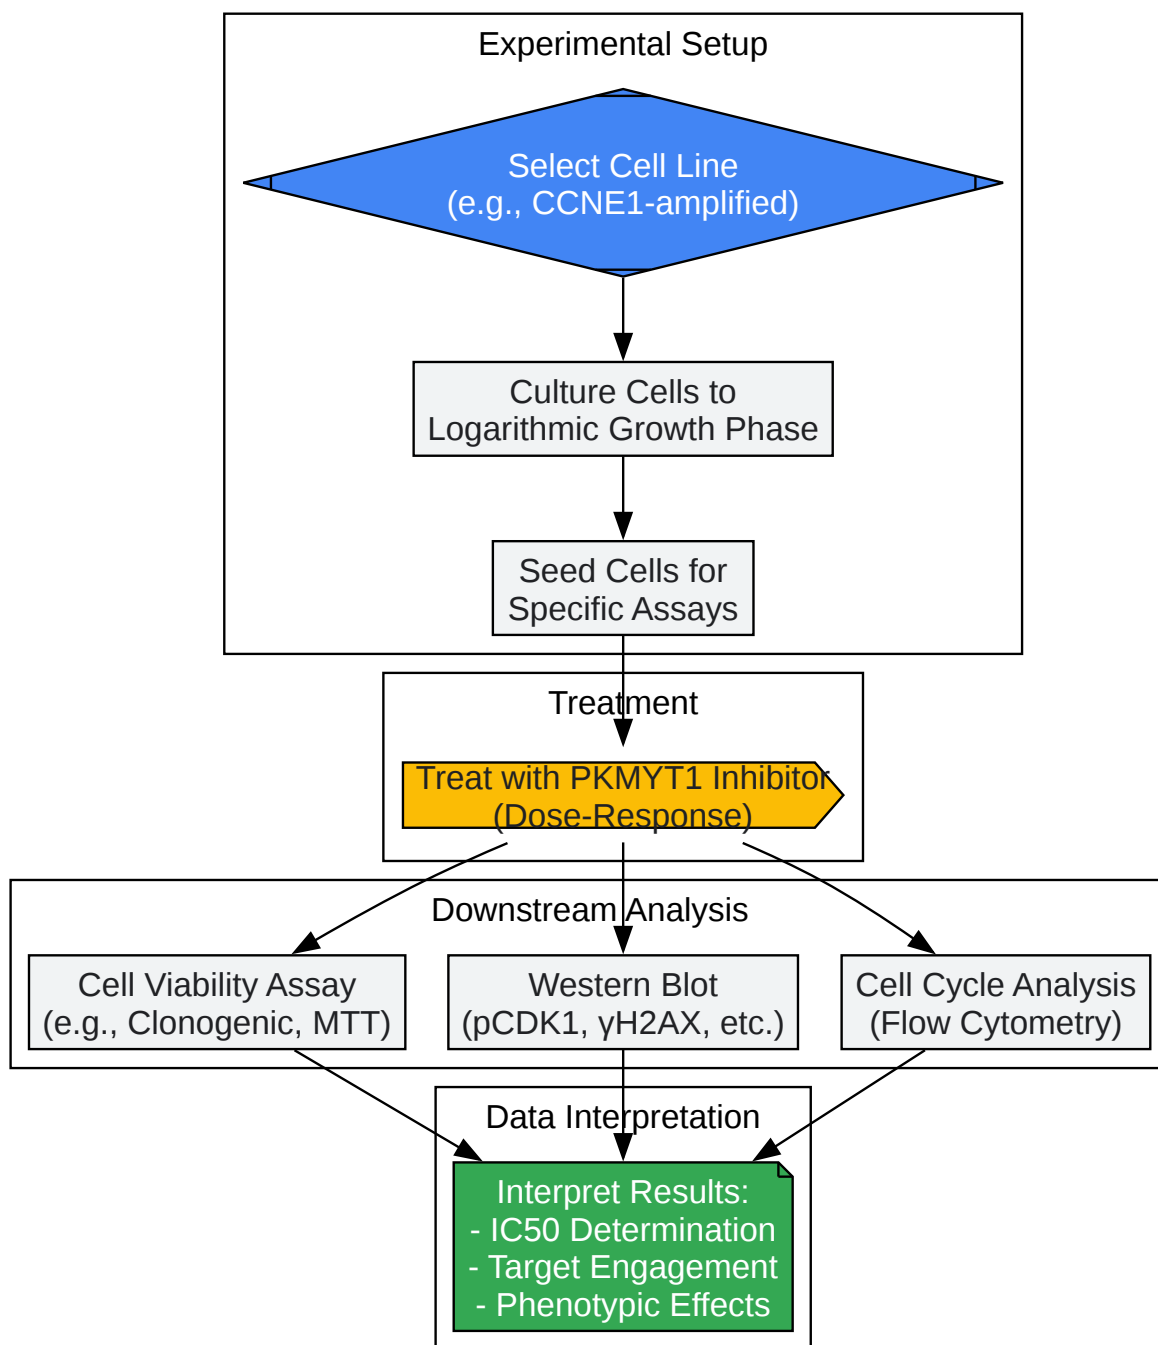 Experimental Setup
Select Cell Line
(e.g., CCNE1-amplified)
Culture Cells to
Logarithmic Growth Phase
Seed Cells for
Specific Assays
Treatment
Treat with PKMYT1 Inhibitor
(Dose-Response)
Downstream Analysis
Cell Viability Assay
(e.g., Clonogenic, MTT)
Western Blot
(pCDK1, γH2AX, etc.)
Cell Cycle Analysis
(Flow Cytometry)
Data Interpretation
Interpret Results:
- IC50 Determination
- Target Engagement
- Phenotypic Effects